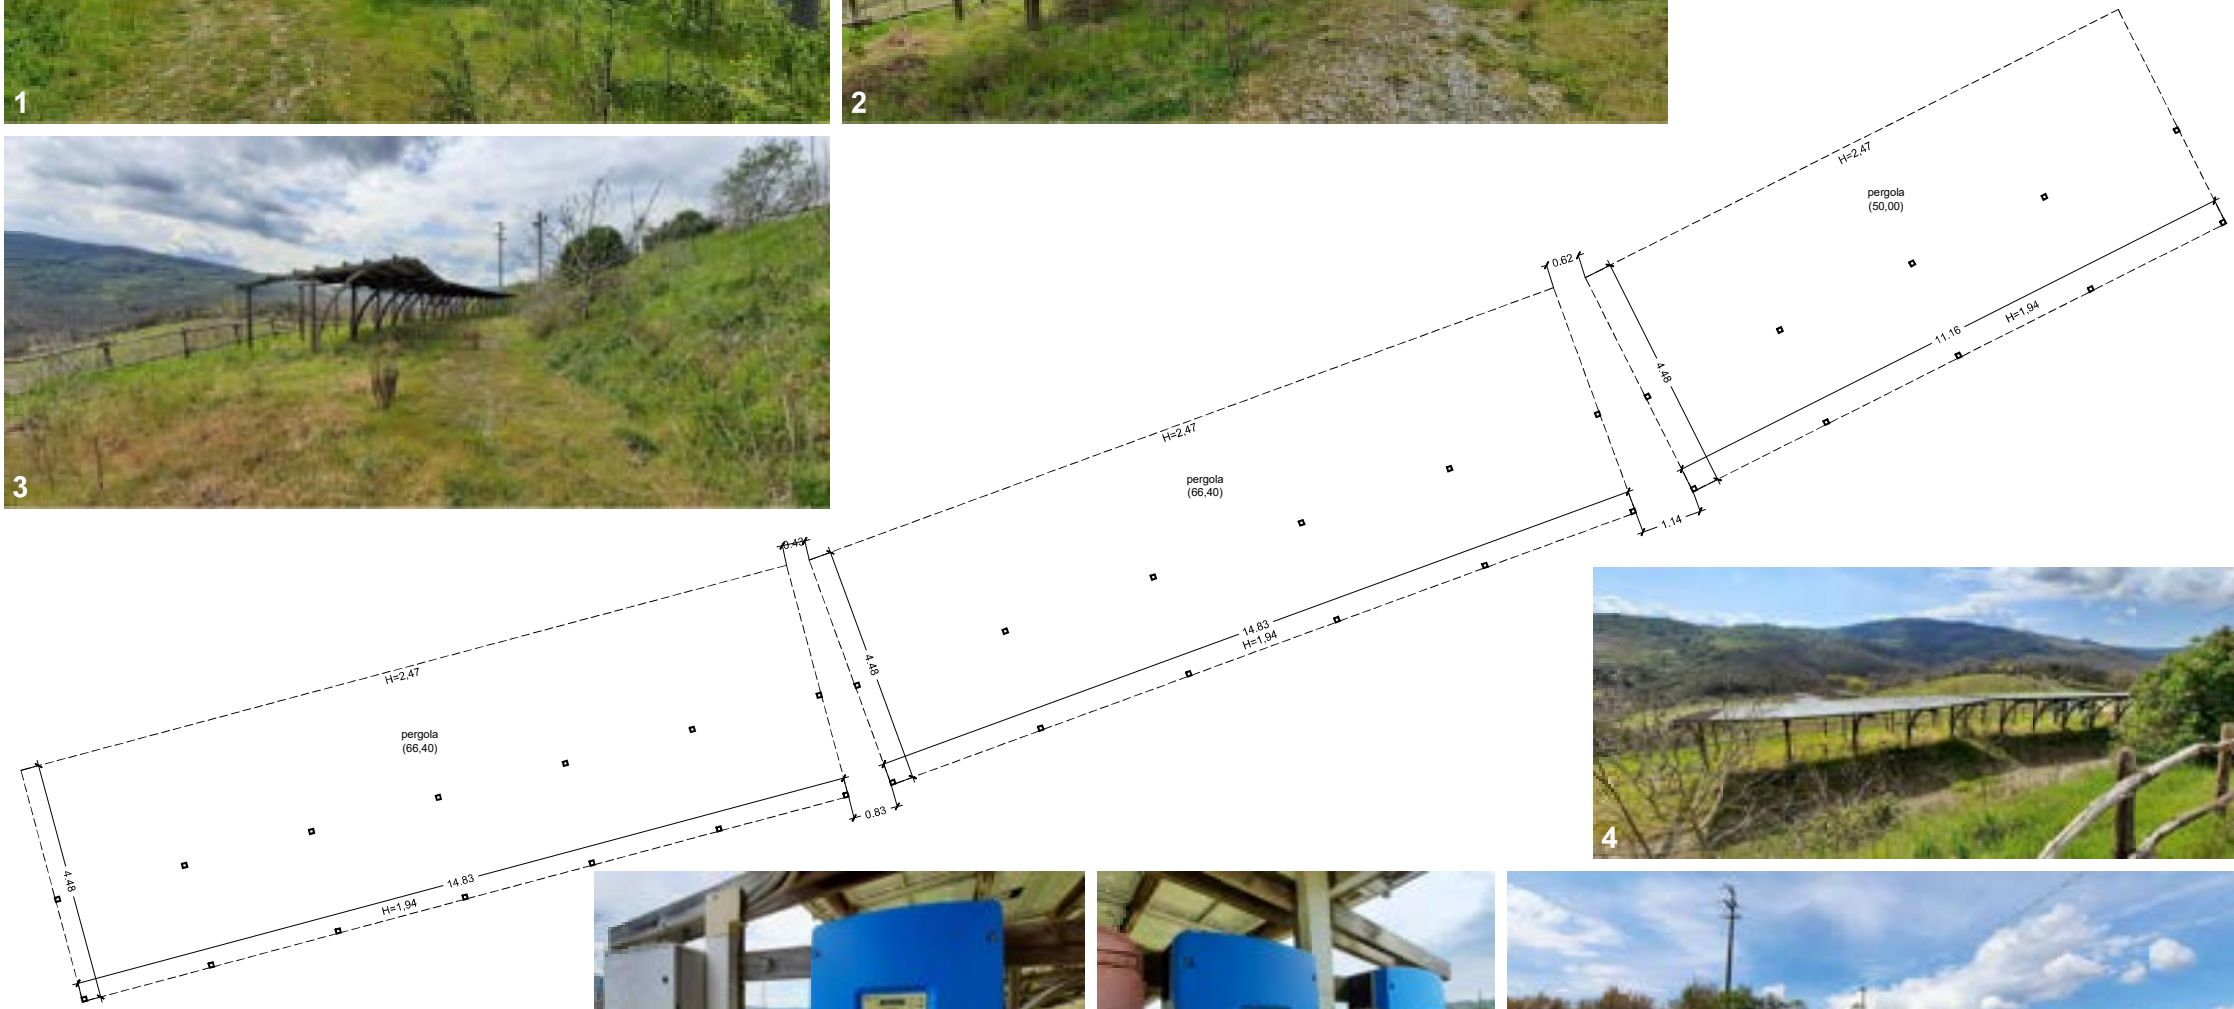 1
2
3
H=2,47
pergola
(50,00)
0.62
4.48
11.16
H=1,94
H=2,47
pergola
(66,40)
1.14
0.43
4.48
14.83
H=1,94
H=2,47
pergola
(66,40)
0.83
4.48
14.83
H=1,94
4